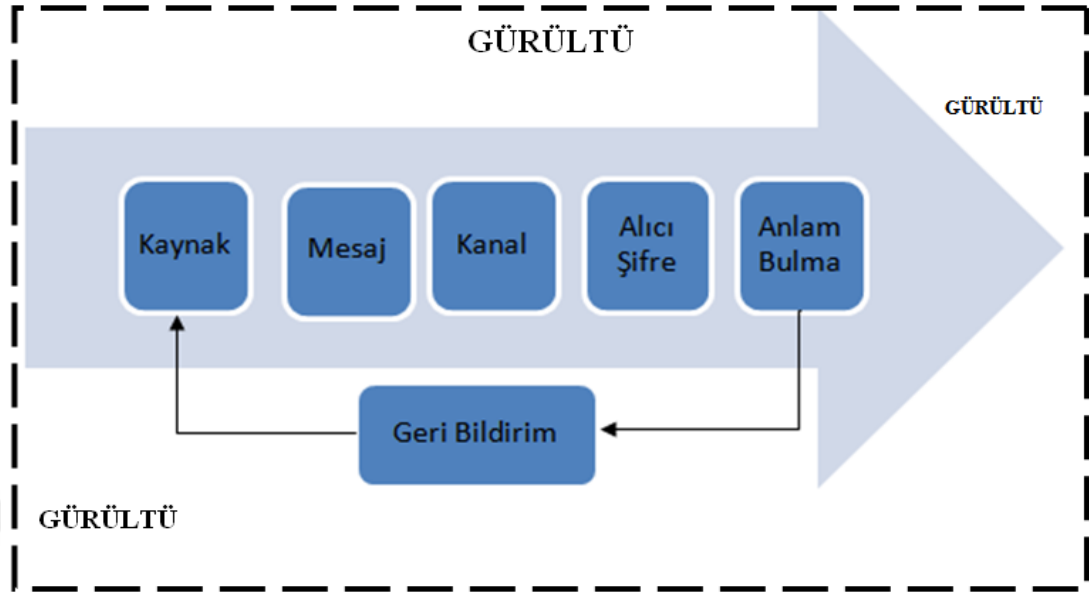 GÜRÜLTÜ
GÜRÜLTÜ
Kaynak
Mesaj
Kanal
Alıcı
Şifre
Anlam
Bulma
Geri Bildirim
GÜRÜLTÜ